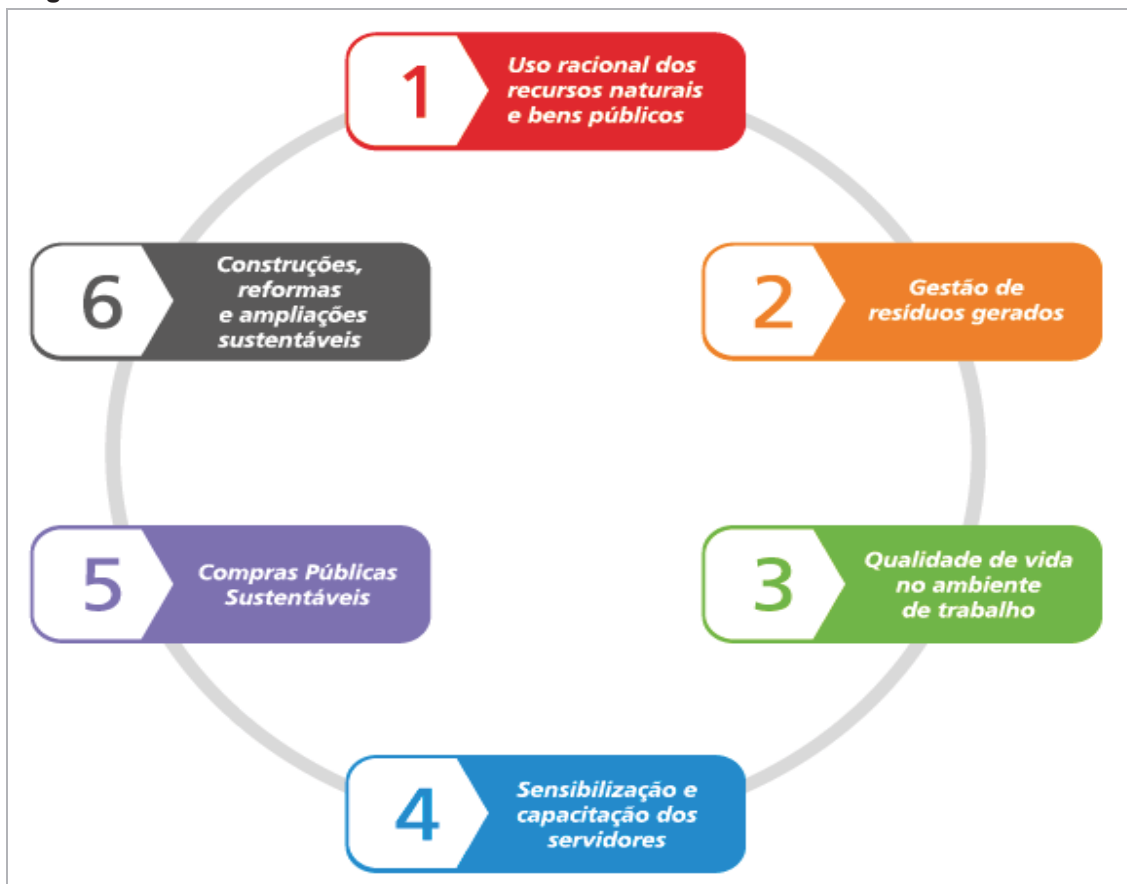 1
Uso racional dos
recursos naturais
e bens públicos
2
Gestão de
resíduos gerados
3
Qualidade de vida
no ambiente
de trabalho
4
Sensibilização e
capacitação dos
servidores
5
Compras Públicas
Sustentáveis
6
Construções,
reformas
e ampliações
sustentáveis